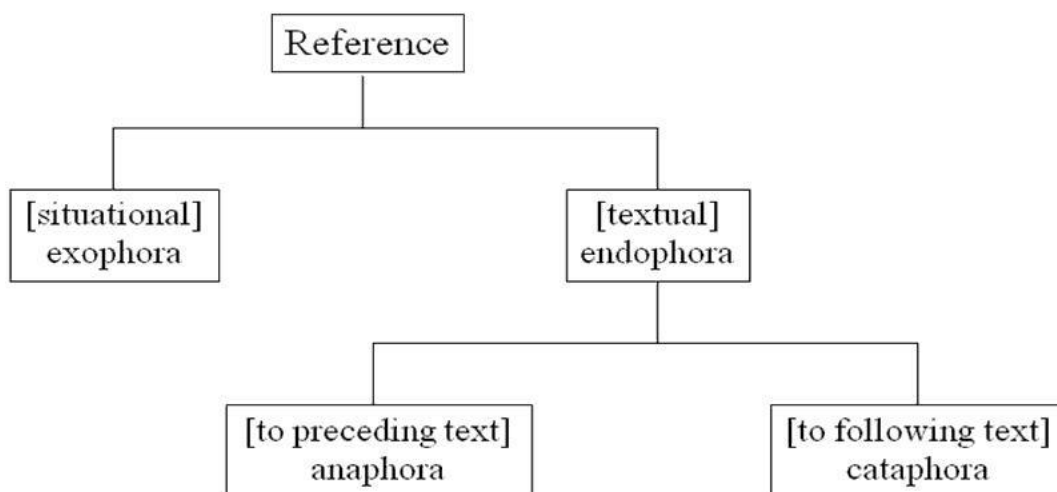 Reference
[situational]
exophora
[textual]
endophora
[to preceding text]
anaphora
[to following text]
cataphora